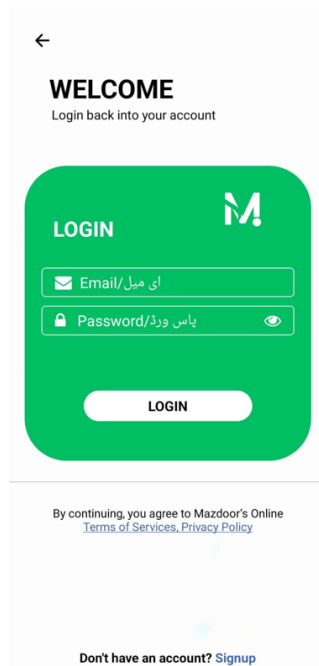 WELCOME
Login back into your account
M
LOGIN
Email/ای میل
Password/پاس ورڈ
LOGIN
By continuing, you agree to Mazdoor's Online
Terms of Services, Privacy Policy
Don't have an account? Signup